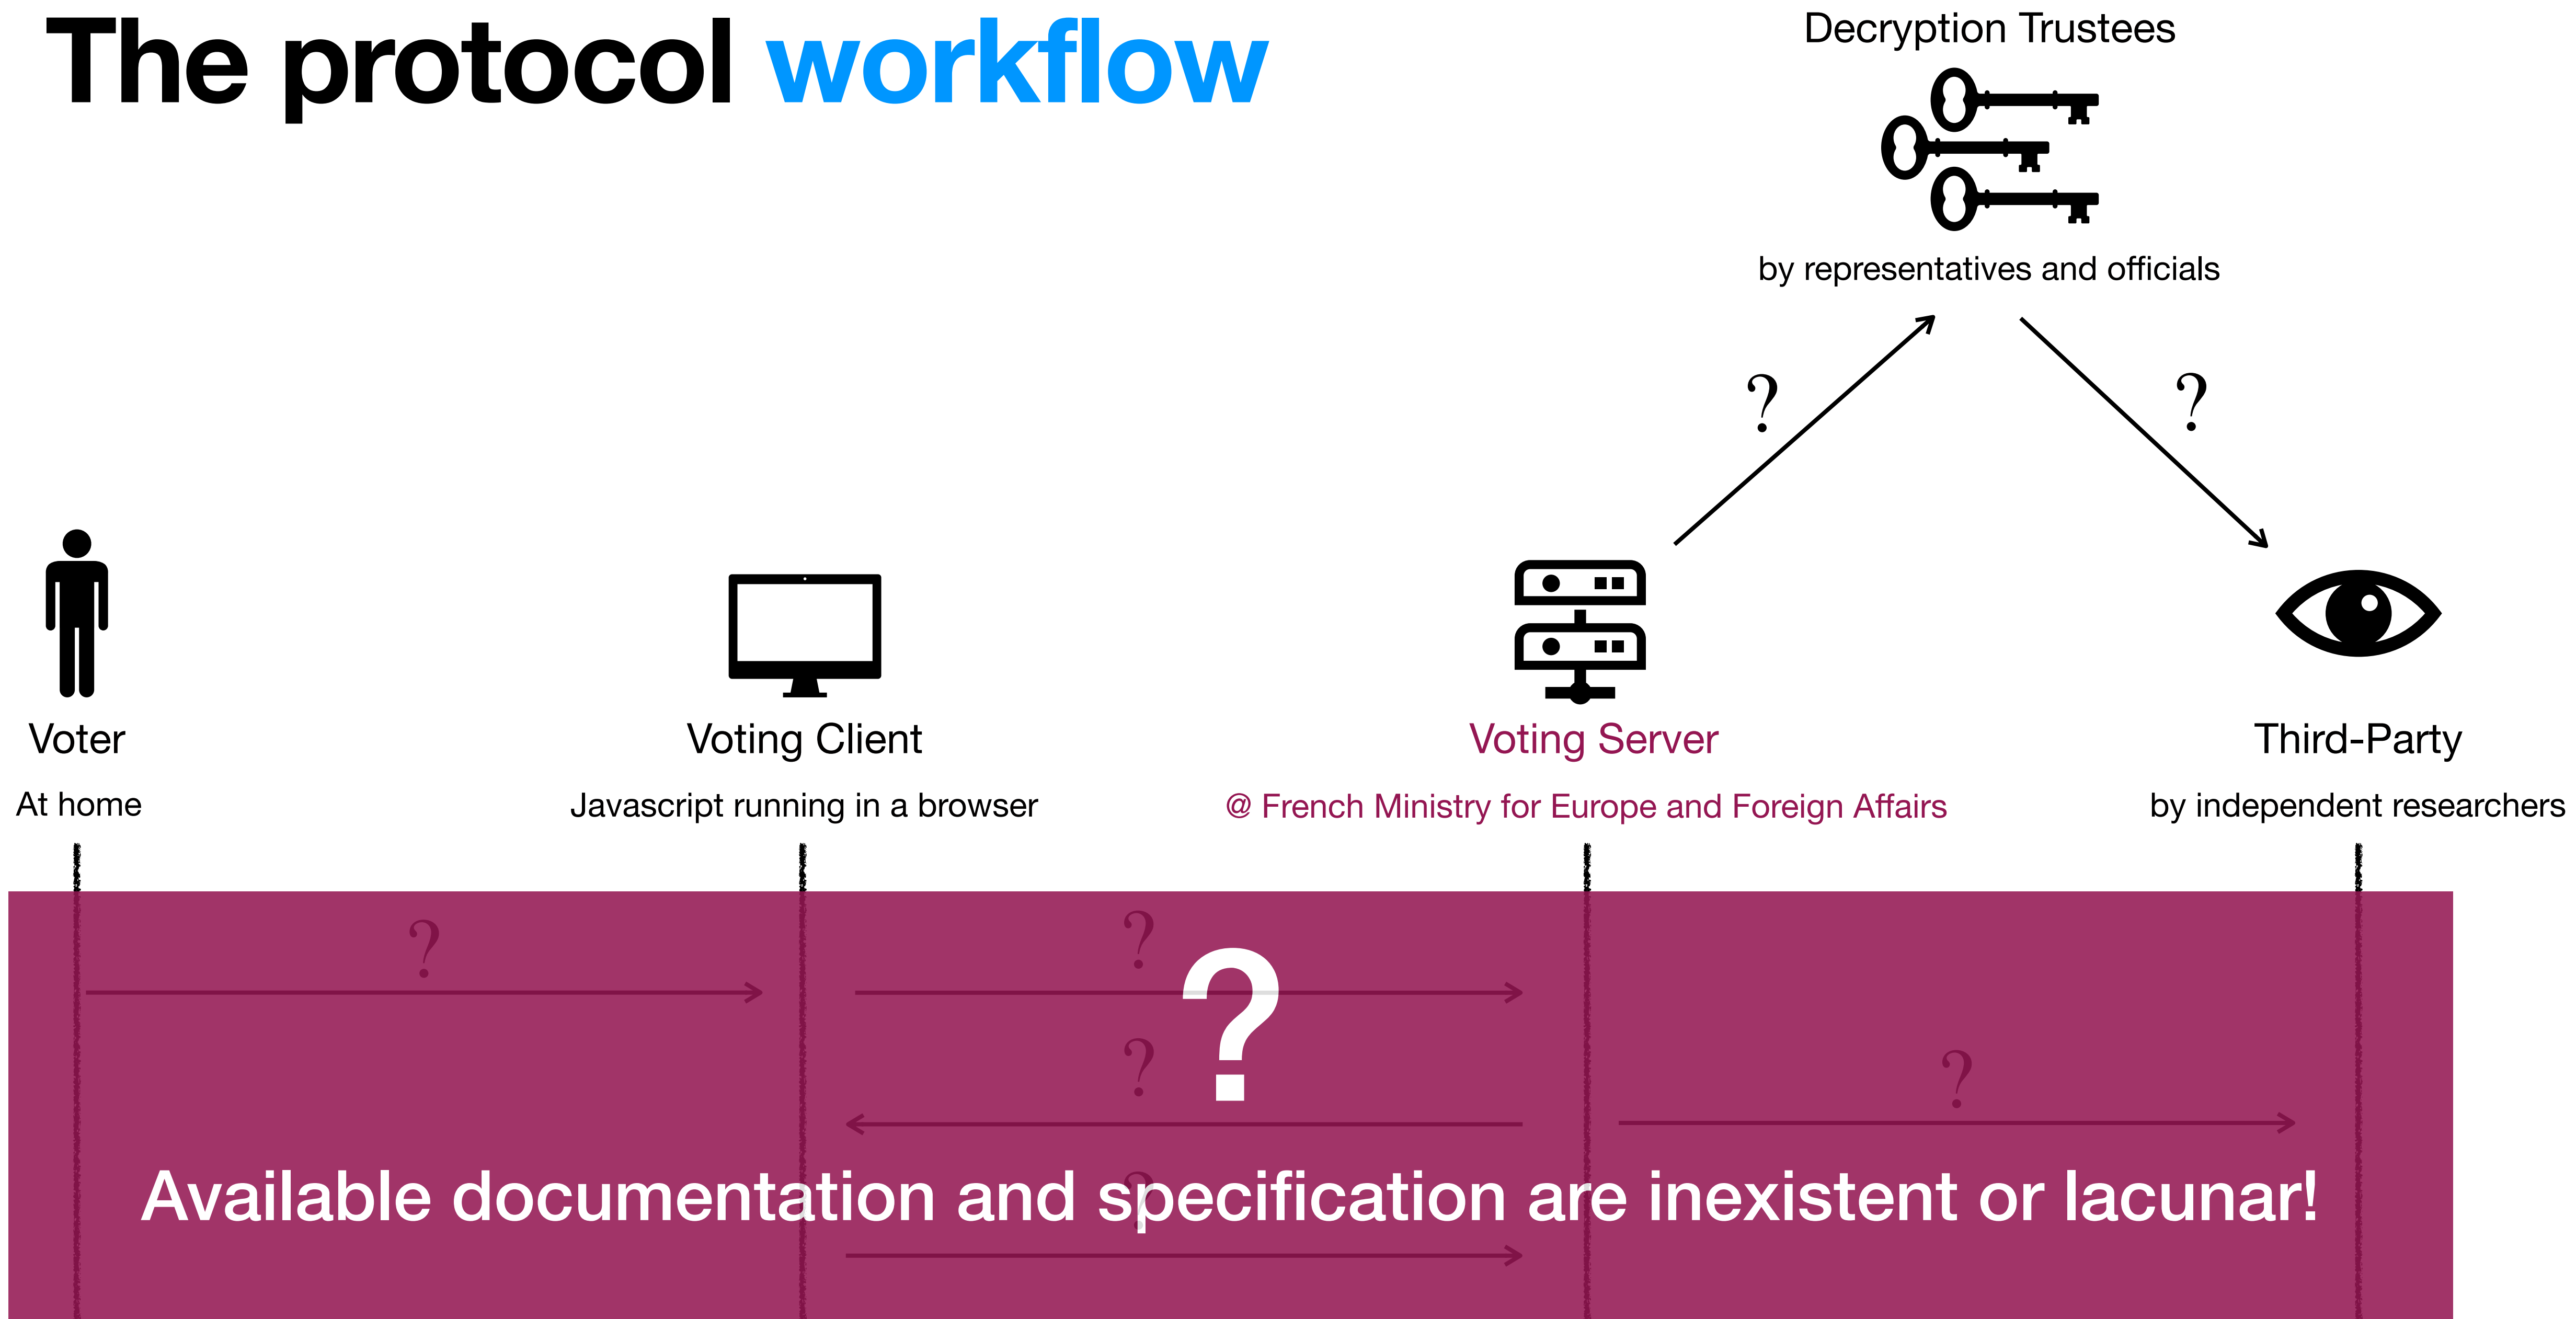 The protocol workflow
Decryption Trustees
by representatives and officials
?
?
Voter
At home
Voting Client
Javascript running in a browser
Voting Server
@ French Ministry for Europe and Foreign Affairs
Third-Party
by independent researchers
?
?
?
?
?
?
Available documentation and specification are inexistent or lacunar!